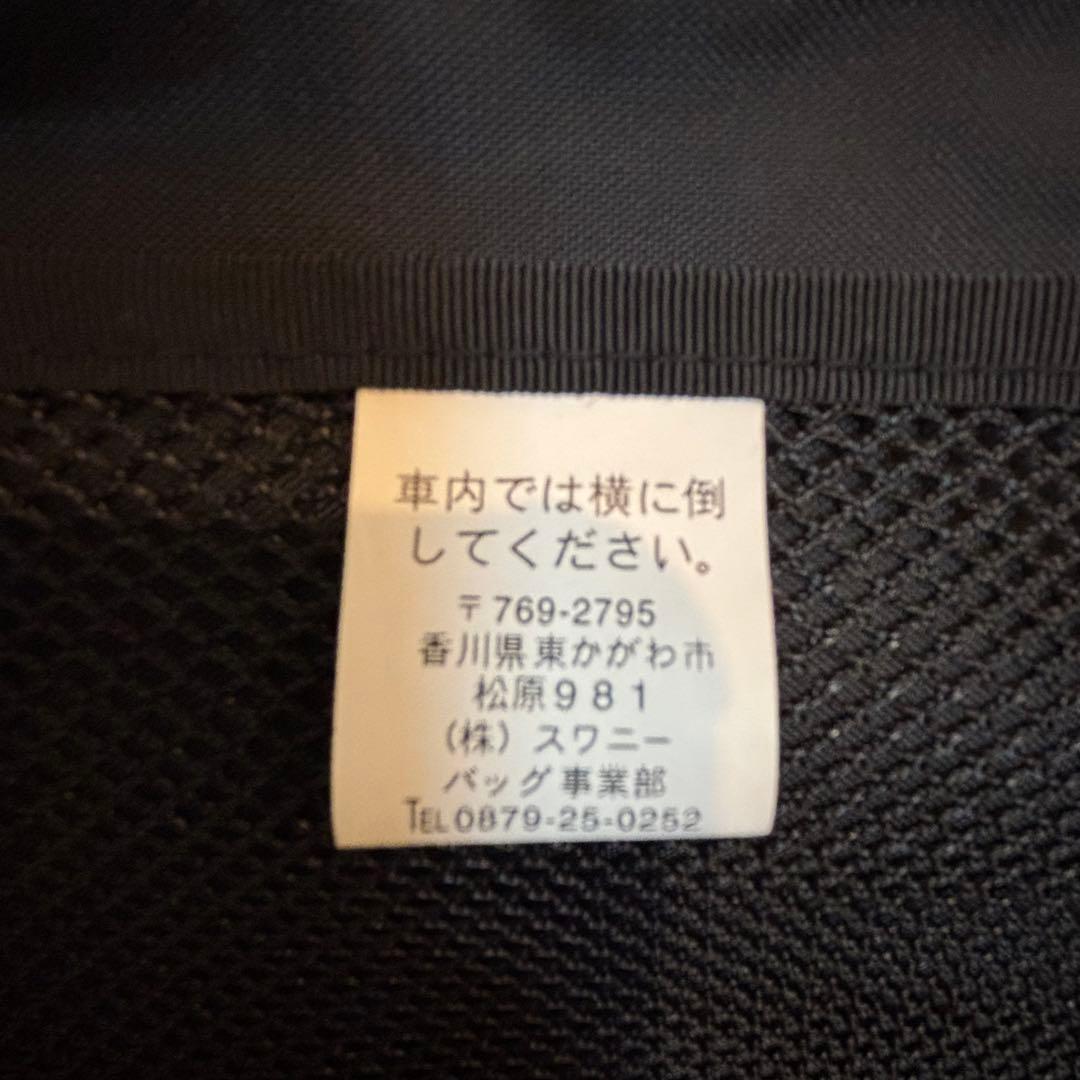 車内では横に倒
してください。
〒769-2795
香川県東かがわ市
松原981
(株)スワニー
バッグ事業部
TEL0879-25-0252